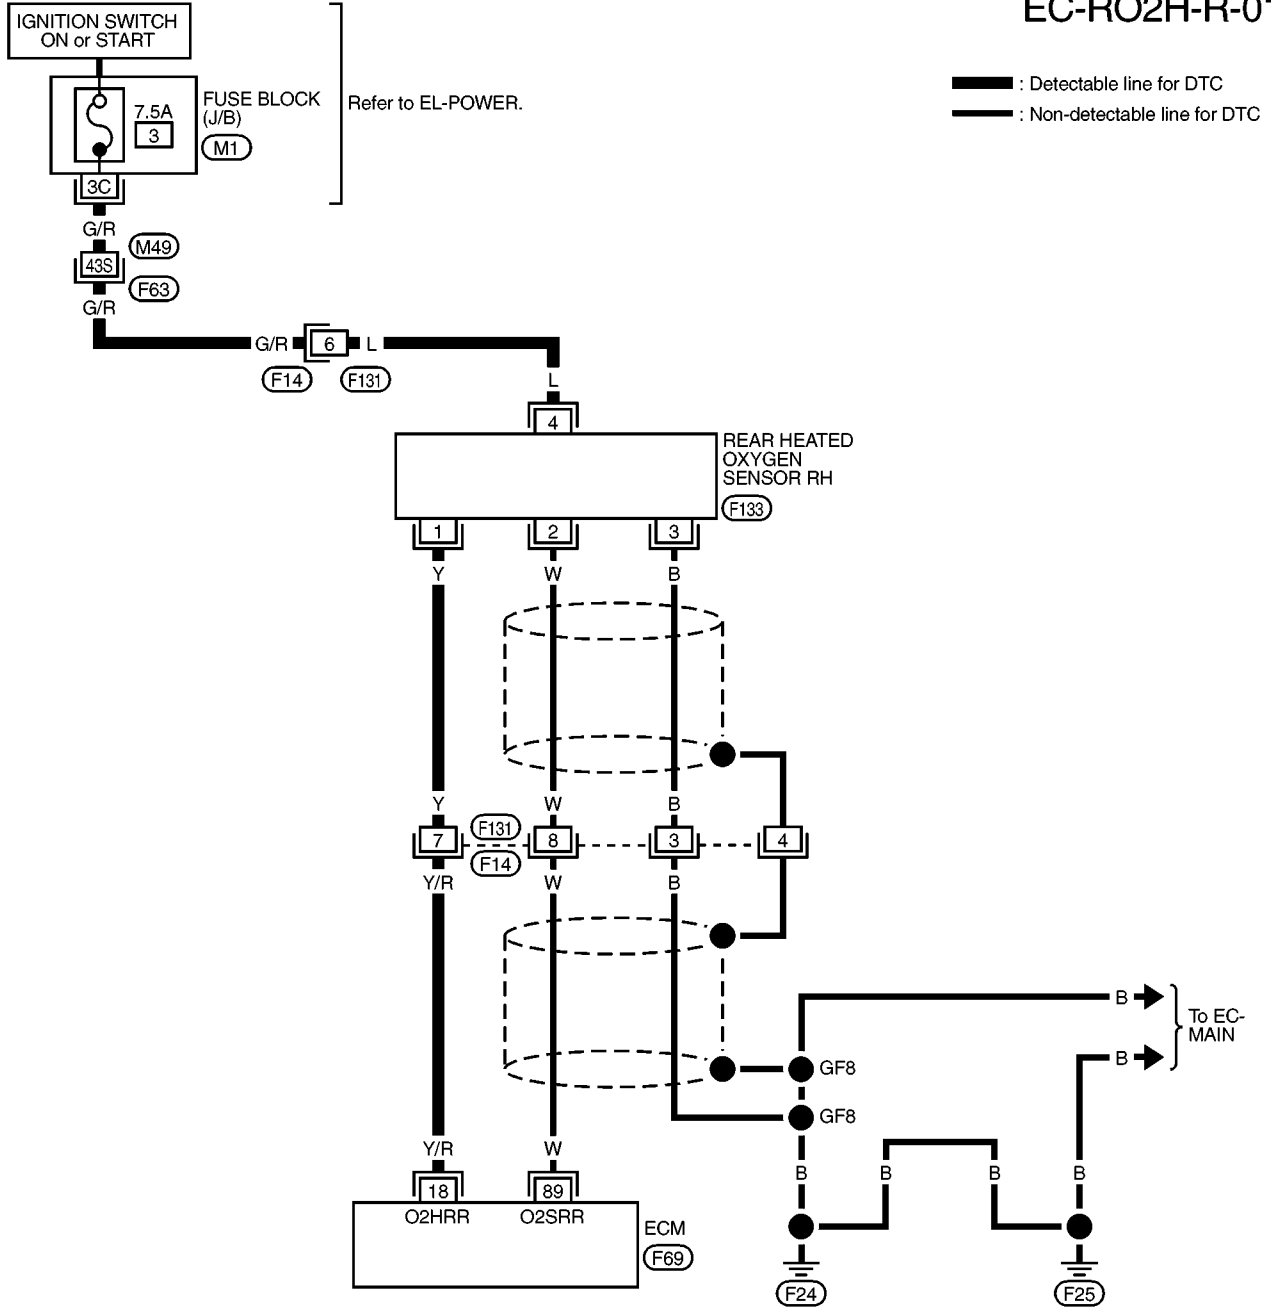 EC-RO2H-R-01
IGNITION SWITCH
ON or START
7.5A
3
FUSE BLOCK
(J/B)
M1
Refer to EL-POWER.
: Detectable line for DTC
: Non-detectable line for DTC
3C
G/R
M49
43S
F63
G/R
G/R
6
L
F14
F131
L
4
REAR HEATED
OXYGEN
SENSOR RH
F133
1
2
3
Y
W
B
Y
W
B
F131
7
8
3
4
F14
Y/R
W
B
B
To EC-
MAIN
B
GF8
GF8
Y/R
W
B
B
B
B
18
89
O2HRR
O2SRR
ECM
F69
F24
F25